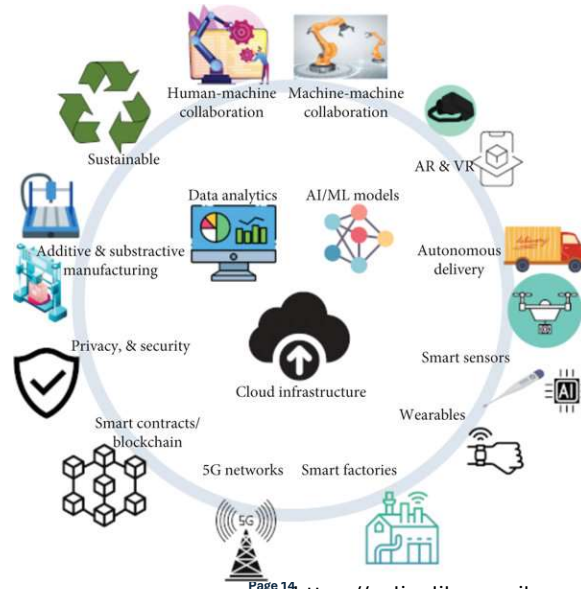 Human-machine
collaboration
Machine-machine
collaboration
Sustainable
AR & VR
Data analytics
AI/ML models
Additive & substractive
manufacturing
Autonomous
delivery
delivery
Privacy, & security
Smart sensors
AI
Cloud infrastructure
Wearables
Smart contracts/
blockchain
5G networks
Smart factories
5G
Page 14